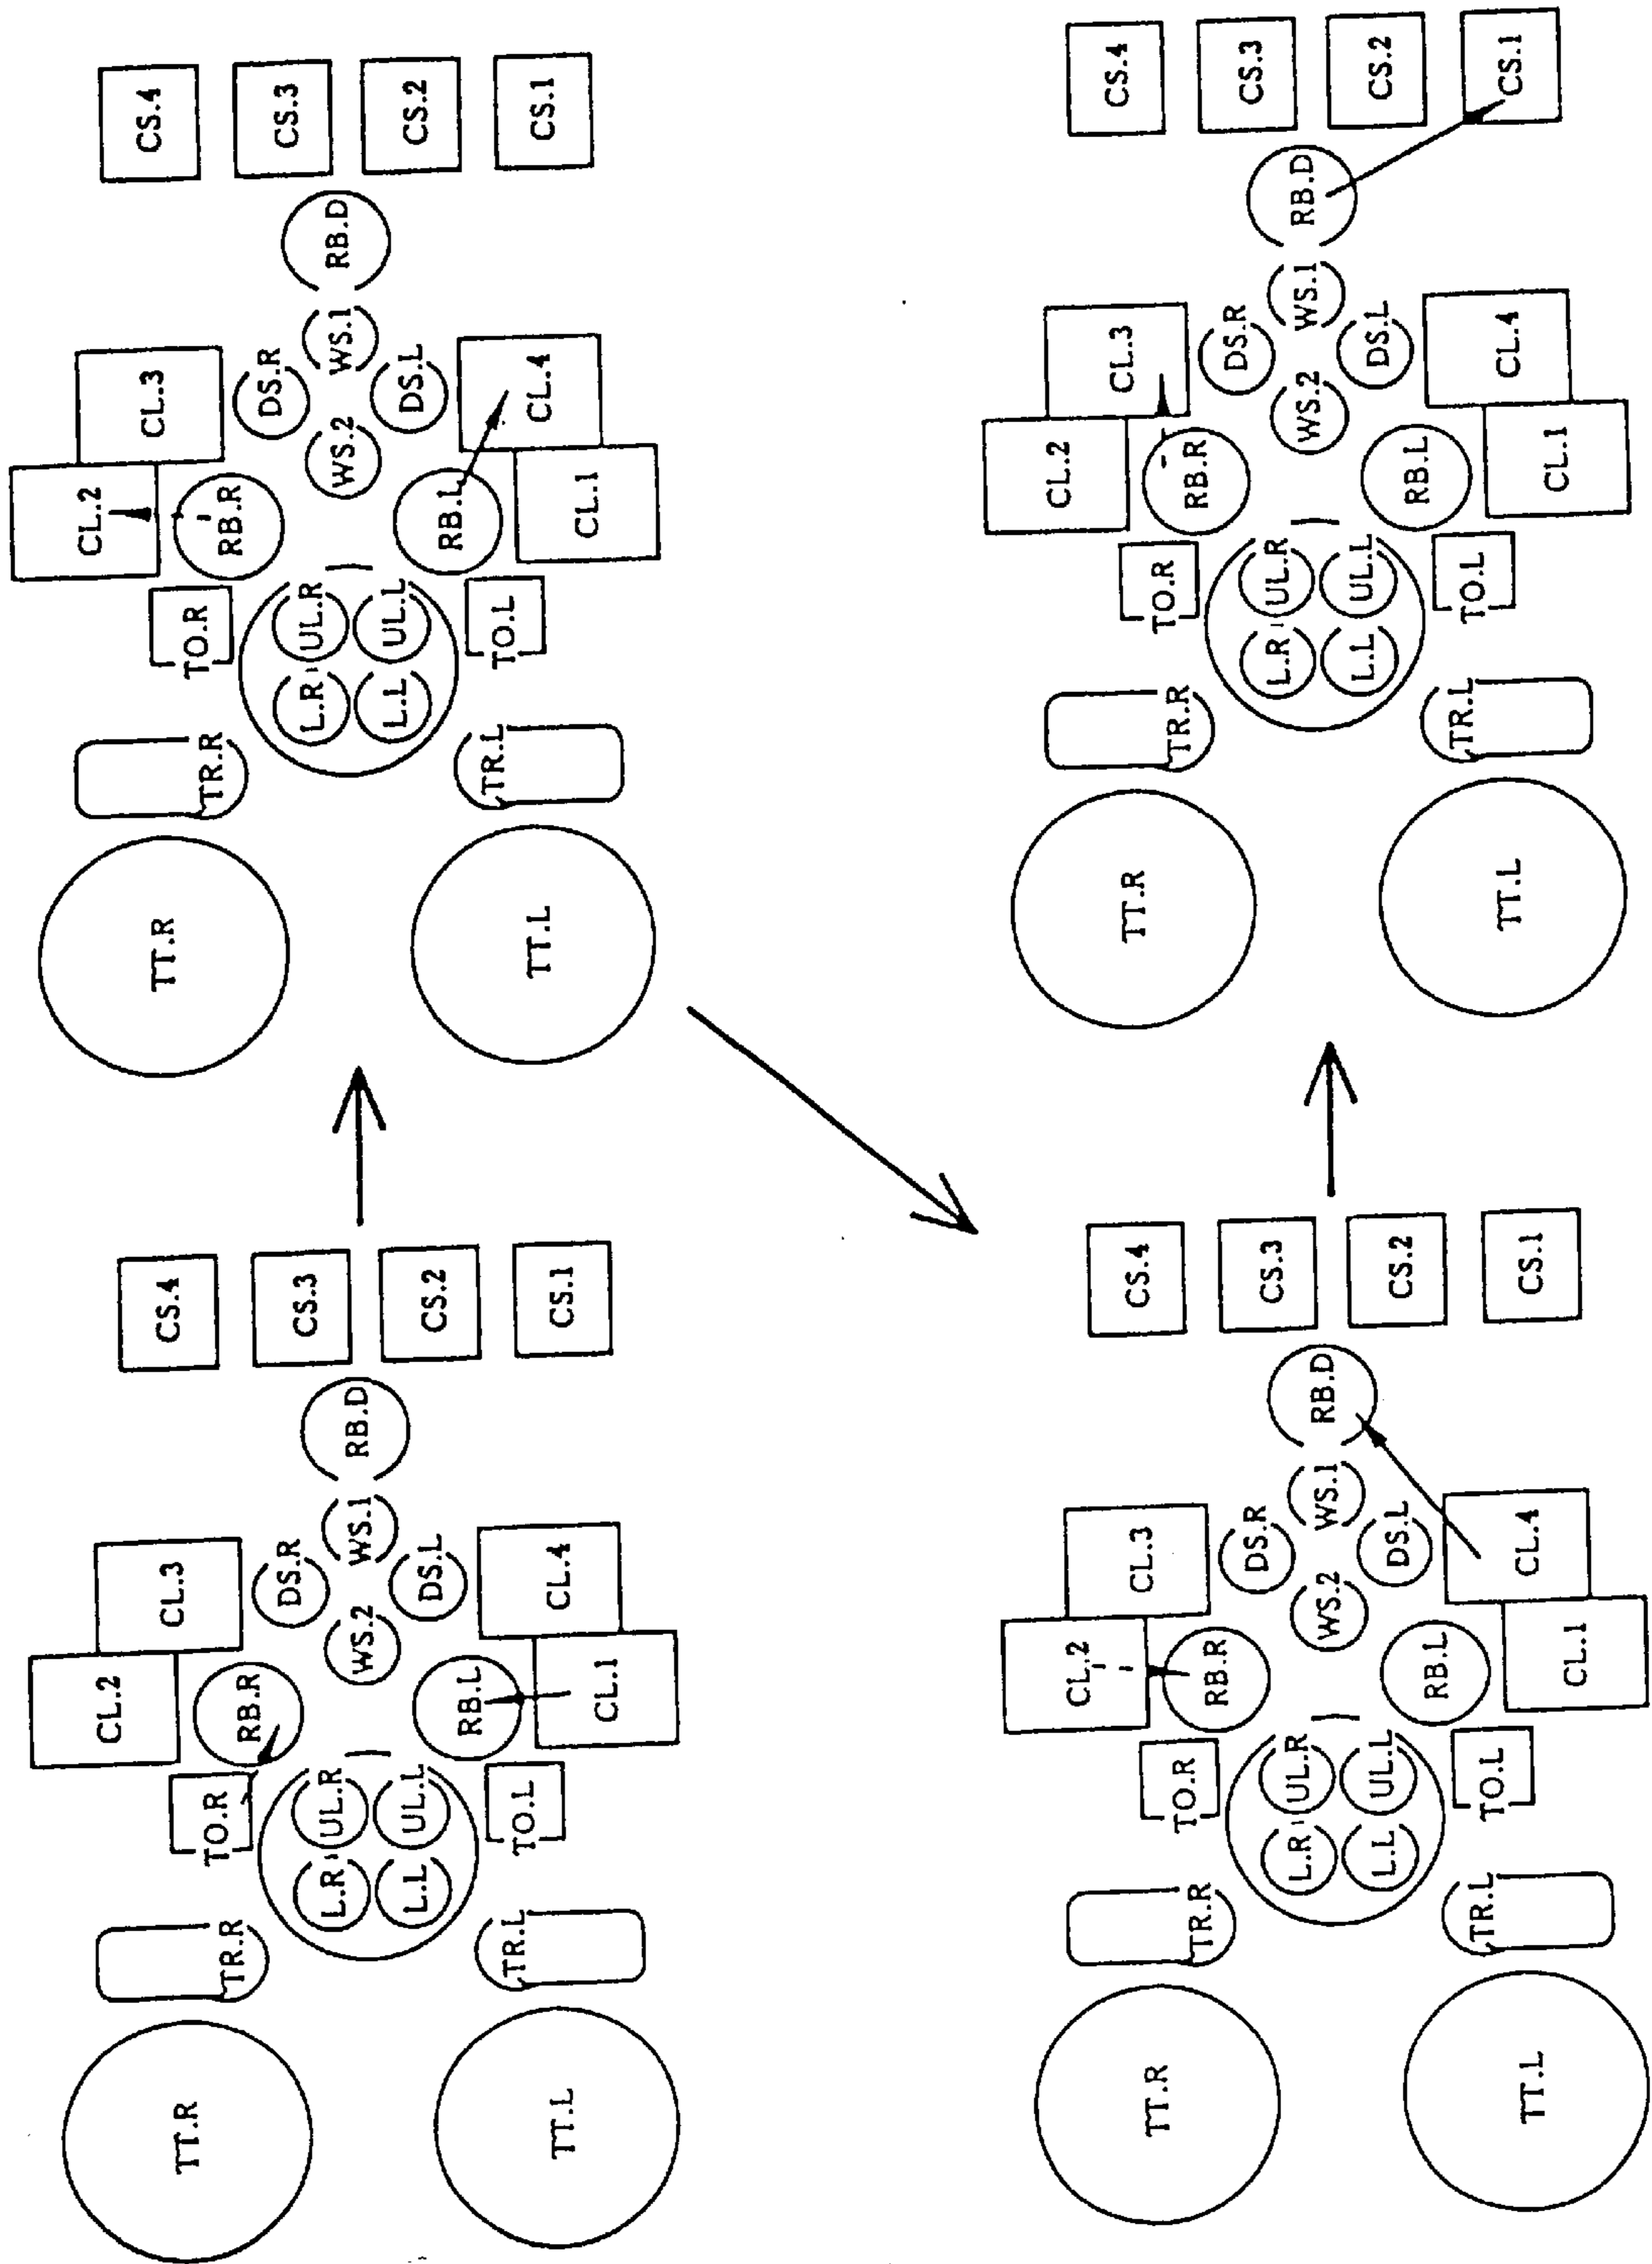 CS.4
CS.3
CS.2
CS.1
RB.D
WS.1
DS.R
DS.L
WS.2
CL.3
CL.4
CL.2
CL.1
RB.R
RB.L
TO.R
TO.L
UL.R
UL.L
L.R
L.L
TR.R
TR.L
TT.R
TT.L
CS.4
CS.3
CS.2
CS.1
RB.D
WS.1
DS.R
DS.L
WS.2
CL.3
CL.4
CL.2
CL.1
RB.R
RB.L
TO.R
TO.L
UL.R
UL.L
L.R
L.L
TR.R
TR.L
TT.R
TT.L
CS.4
CS.3
CS.2
CS.1
RB.D
WS.1
DS.R
DS.L
WS.2
CL.3
CL.4
CL.2
CL.1
RB.R
RB.L
TO.R
TO.L
UL.R
UL.L
L.R
L.L
TR.R
TR.L
TT.R
TT.L
CS.4
CS.3
CS.2
CS.1
RB.D
WS.1
DS.R
DS.L
WS.2
CL.3
CL.4
CL.2
CL.1
RB.R
RB.L
TO.R
TO.L
UL.R
UL.L
L.R
L.L
TR.R
TR.L
TT.R
TT.L